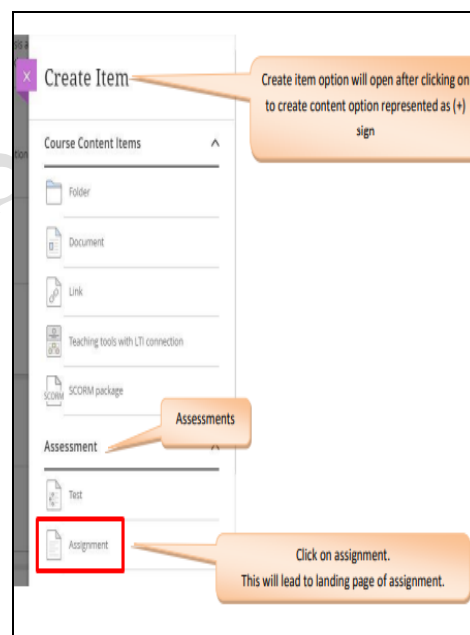 Create Item
Create item option will open after clicking on
to create content option represented as (+)
sign
Course Content Items
Folder
Document
Link
Teaching tools with LTI connection
SCORM
SCORM package
Assessments
Assessment
Test
Assignment
Click on assignment.
This will lead to landing page of assignment.